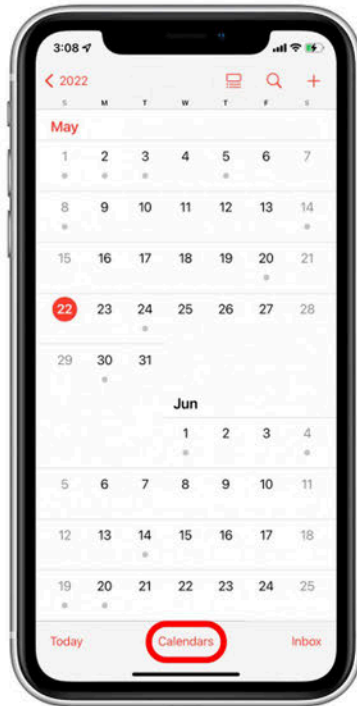 3:08
2022
S M T W T F S
May
1 2 3 4 5 6 7
8 9 10 11 12 13 14
15 16 17 18 19 20 21
22 23 24 25 26 27 28
29 30 31
Jun
1 2 3 4
5 6 7 8 9 10 11
12 13 14 15 16 17 18
19 20 21 22 23 24 25
Today Calendars Inbox